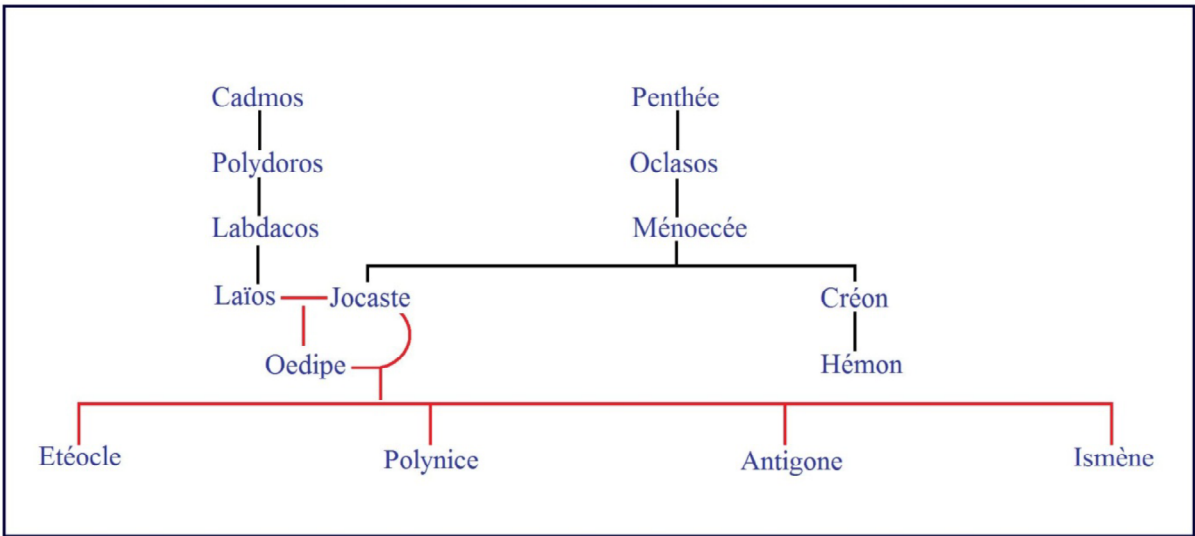 Cadmos Penthée
Polydoros Oclasos
Labdacos Ménoecée
Laïos Jocaste Créon
Oedipe Hémon
Etéocle Polynice Antigone Ismène